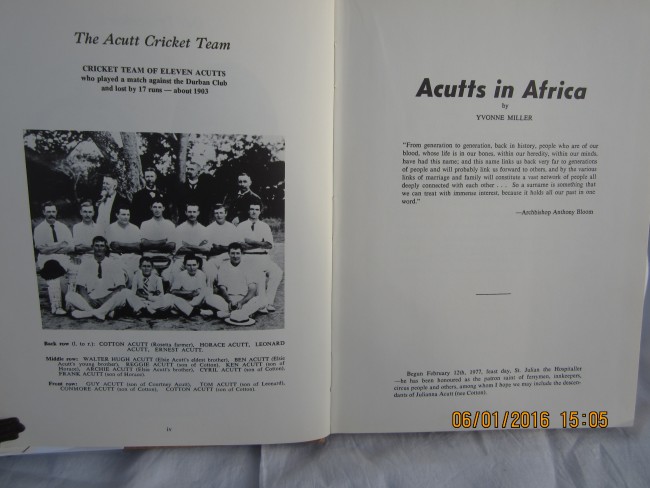 The Acutt Cricket Team
CRICKET TEAM OF ELEVEN ACUTTS
who played a match against the Durban Club
and lost by 17 runs — about 1903
Back row (l. to r.): COTTON ACUTT (Rosetta farmer), HORACE ACUTT, LEONARD
ACUTT, ERNEST ACUTT.
Middle row: WALTER HUGH ACUTT (Elsie Acutt's eldest brother), BEN ACUTT (Elsie
Acutt's young brother), REGGIE ACUTT (son of Cotton), KEN ACUTT (son of
Horace), ARCHIE ACUTT (Elsie Acutt's brother), CYRIL ACUTT (son of Cotton),
FRANK ACUTT (son of Horace).
Front row: GUY ACUTT (son of Courtney Acutt), TOM ACUTT (son of Leonard),
CONMORE ACUTT (son of Cotton), COTTON ACUTT (son of Cotton).
Acutts in Africa
by
YVONNE MILLER
"From generation to generation, back in history, people who are of our
blood, whose life is in our bones, within our heredity, within our minds,
have had this name; and this name links us back very far to generations
of people and will probably link us forward to others, and by the various
links of marriage and family will constitute a vast network of people all
deeply connected with each other . . . . So a surname is something that
we can treat with immense interest, because it holds all our past in one
word."
—Archbishop Anthony Bloom
Begun February 12th, 1977, feast day, St. Julian the Hospitaller
—he has been honoured as the patron saint of ferrymen, innkeepers,
circus people and others, among whom I hope we may include the descen-
dants of Julianna Acutt (nee Cotton).
06/01/2016 15:05